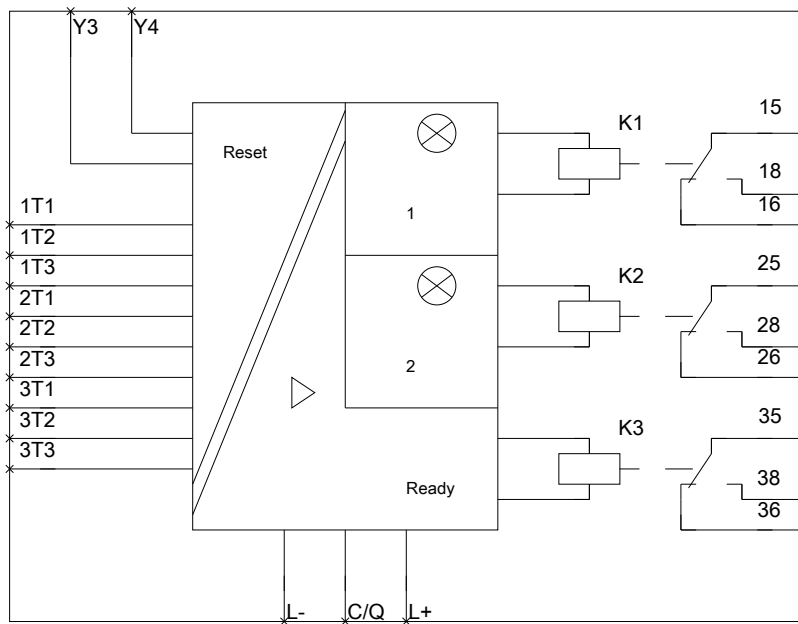 Y3 Y4
K1 15
Reset
18
1T1 1 16
1T2
1T3 K2 25
2T1
2T2 28
2T3 2 26
3T1
3T2 K3 35
3T3
Ready 38
36
L- C/Q L+